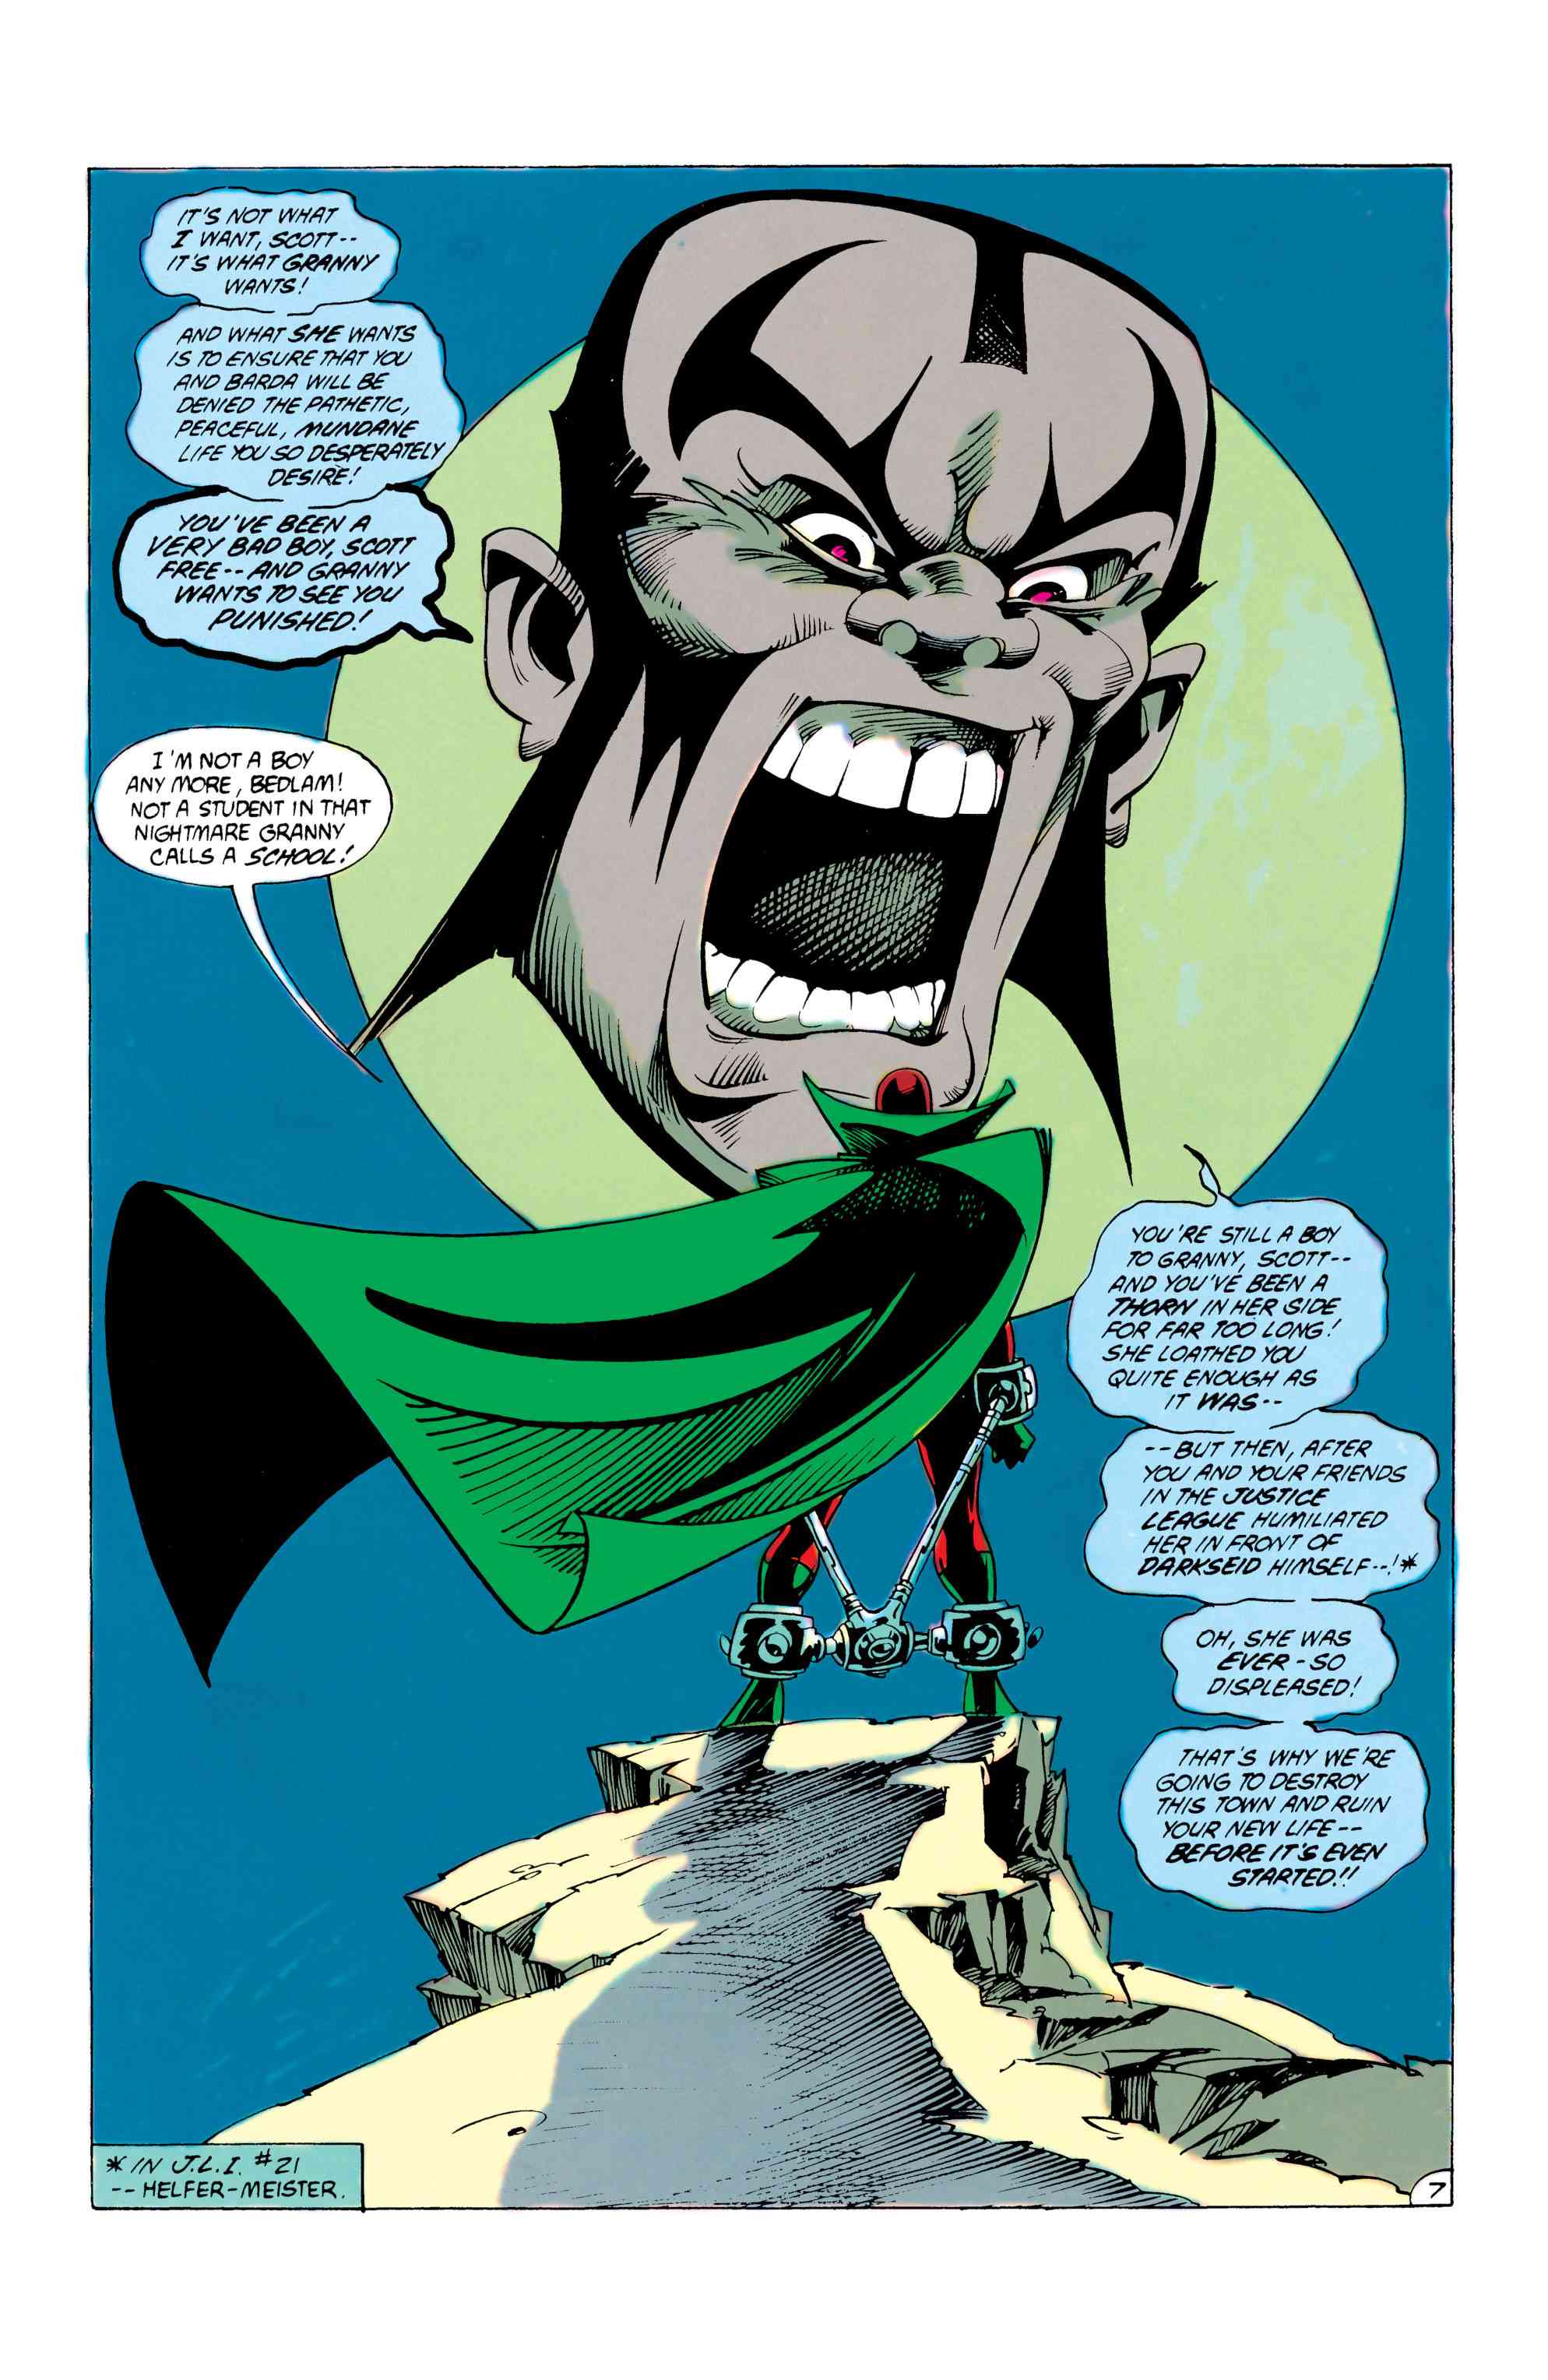 IT'S NOT WHAT
I WANT, SCOTT--
IT'S WHAT GRANNY
WANTS!
AND WHAT SHE WANTS
IS TO ENSURE THAT YOU
AND BARDA WILL BE
DENIED THE PATHETIC,
PEACEFUL, MUNDANE
LIFE YOU SO DESPERATELY
DESIRE!
YOU'VE BEEN A
VERY BAD BOY, SCOTT
FREE-- AND GRANNY
WANTS TO SEE YOU
PUNISHED!
I'M NOT A BOY
ANY MORE, BEDLAM!
NOT A STUDENT IN THAT
NIGHTMARE GRANNY
CALLS A SCHOOL!
YOU'RE STILL A BOY
TO GRANNY, SCOTT--
AND YOU'VE BEEN A
THORN IN HER SIDE
FOR FAR TOO LONG!
SHE LOATHED YOU
QUITE ENOUGH AS
IT WAS--
--BUT THEN, AFTER
YOU AND YOUR FRIENDS
IN THE JUSTICE
LEAGUE HUMILIATED
HER IN FRONT OF
DARKSEID HIMSELF--!*
OH, SHE WAS
EVER-SO
DISPLEASED!
THAT'S WHY WE'RE
GOING TO DESTROY
THIS TOWN AND RUIN
YOUR NEW LIFE--
BEFORE IT'S EVEN
STARTED!!
* IN J.L.I. #21
-- HELFER-MEISTER.
7